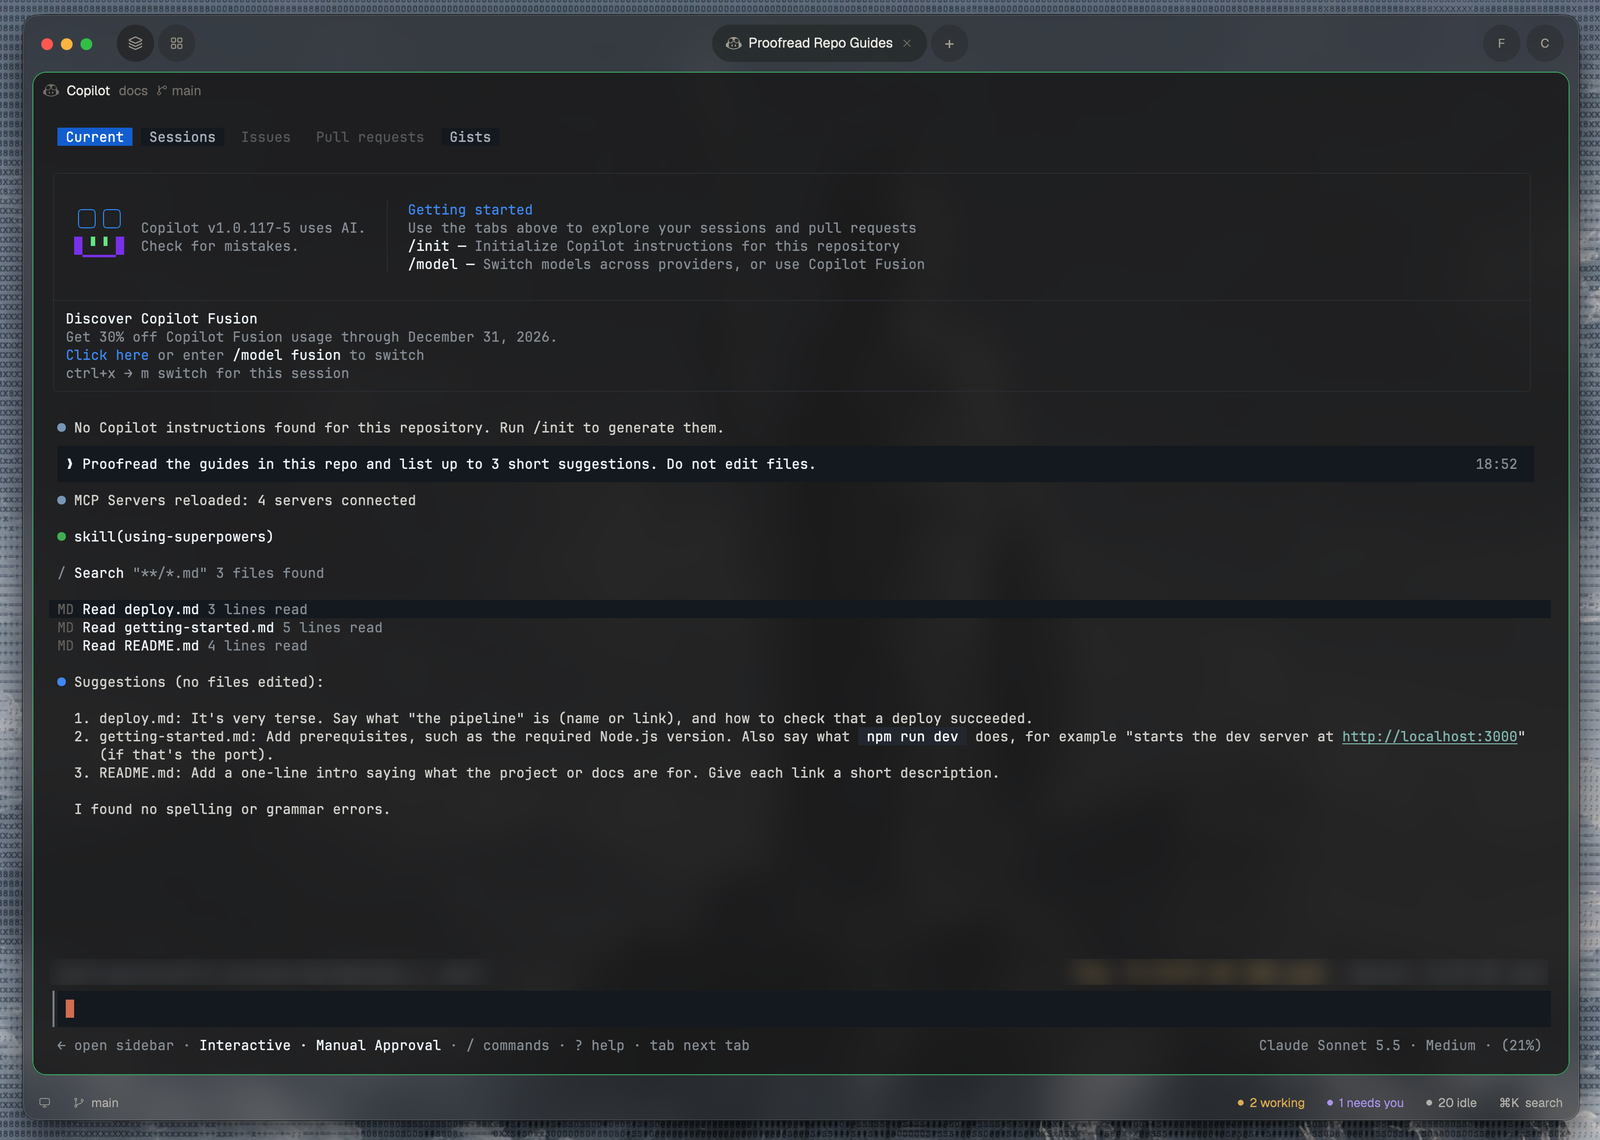 Proofread Repo Guides
F
C
Copilot docs main
Current Sessions Issues Pull requests Gists
Copilot v1.0.117-5 uses AI.
Check for mistakes.
Getting started
Use the tabs above to explore your sessions and pull requests
/init — Initialize Copilot instructions for this repository
/model — Switch models across providers, or use Copilot Fusion
Discover Copilot Fusion
Get 30% off Copilot Fusion usage through December 31, 2026.
Click here or enter /model fusion to switch
ctrl+x → m switch for this session
● No Copilot instructions found for this repository. Run /init to generate them.
❯ Proofread the guides in this repo and list up to 3 short suggestions. Do not edit files. 18:52
● MCP Servers reloaded: 4 servers connected
● skill(using-superpowers)
/ Search "**/*.md" 3 files found
MD Read deploy.md 3 lines read
MD Read getting-started.md 5 lines read
MD Read README.md 4 lines read
● Suggestions (no files edited):
1. deploy.md: It's very terse. Say what "the pipeline" is (name or link), and how to check that a deploy succeeded.
2. getting-started.md: Add prerequisites, such as the required Node.js version. Also say what npm run dev does, for example "starts the dev server at http://localhost:3000"
(if that's the port).
3. README.md: Add a one-line intro saying what the project or docs are for. Give each link a short description.
I found no spelling or grammar errors.
← open sidebar · Interactive · Manual Approval · / commands · ? help · tab next tab
Claude Sonnet 5.5 · Medium · (21%)
main
● 2 working ● 1 needs you ● 20 idle ⌘K search